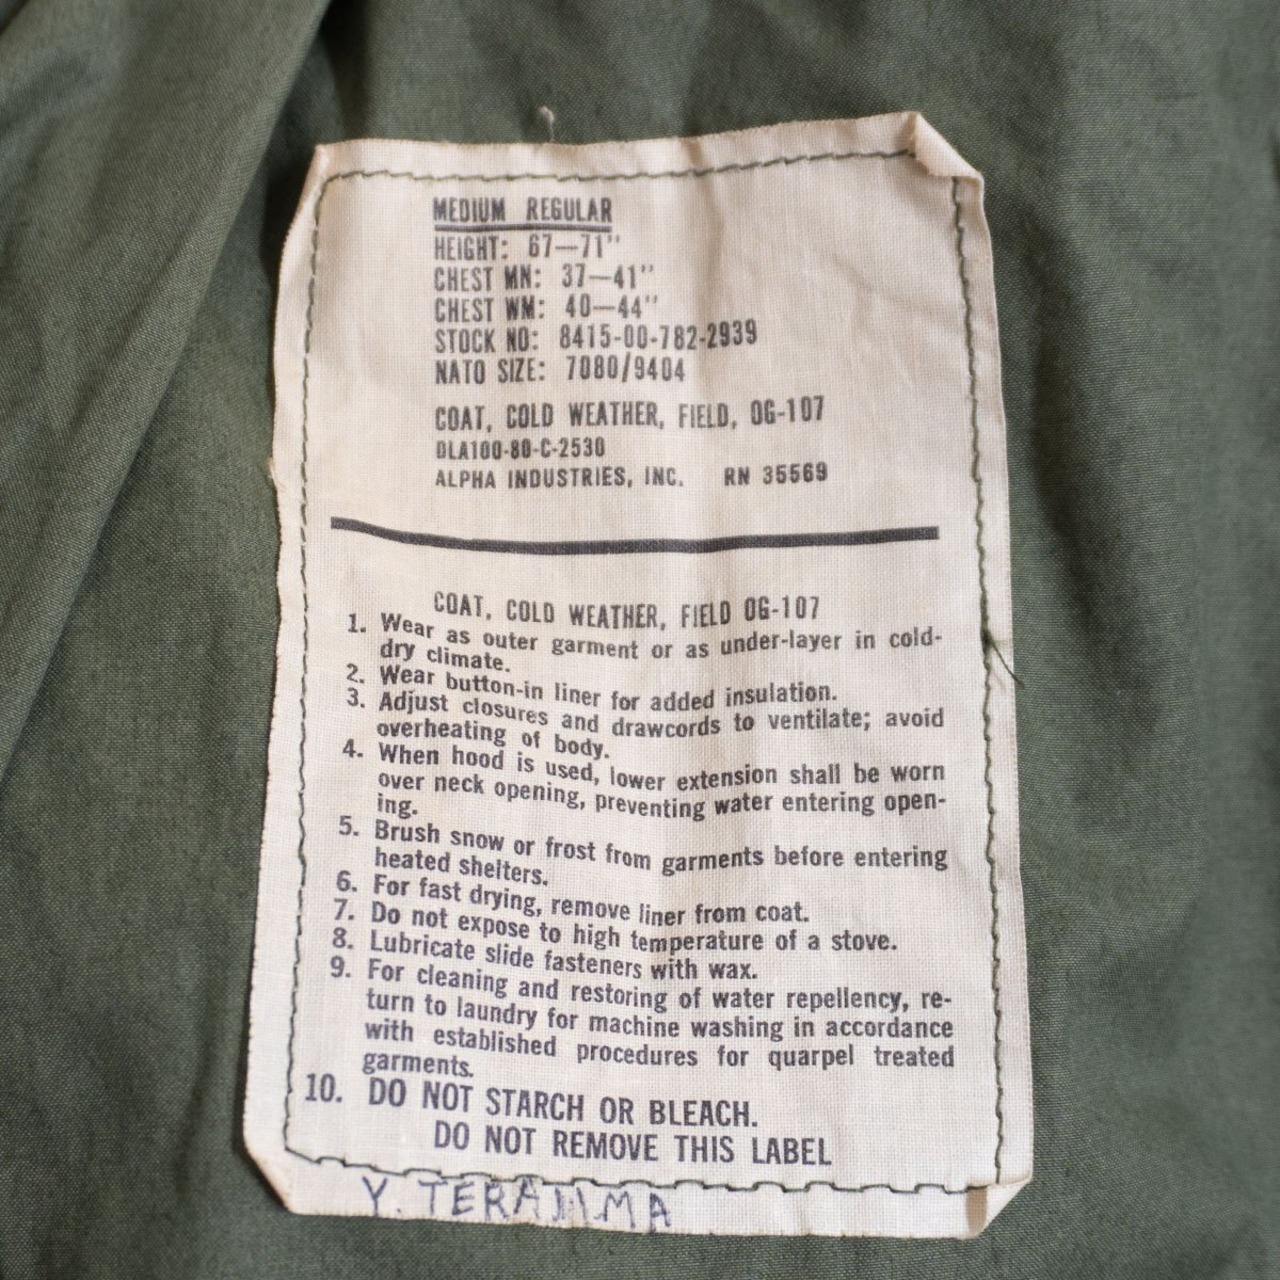 MEDIUM REGULAR
HEIGHT: 67—71"
CHEST MN: 37—41"
CHEST WM: 40—44"
STOCK NO: 8415-00-782-2939
NATO SIZE: 7080/9404
COAT, COLD WEATHER, FIELD, OG-107
DLA100-80-C-2530
ALPHA INDUSTRIES, INC. RN 35569
COAT, COLD WEATHER, FIELD OG-107
1. Wear as outer garment or as under-layer in cold-
dry climate.
2. Wear button-in liner for added insulation.
3. Adjust closures and drawcords to ventilate; avoid
overheating of body.
4. When hood is used, lower extension shall be worn
over neck opening, preventing water entering open-
ing.
5. Brush snow or frost from garments before entering
heated shelters.
6. For fast drying, remove liner from coat.
7. Do not expose to high temperature of a stove.
8. Lubricate slide fasteners with wax.
9. For cleaning and restoring of water repellency, re-
turn to laundry for machine washing in accordance
with established procedures for quarpel treated
garments.
10. DO NOT STARCH OR BLEACH.
DO NOT REMOVE THIS LABEL
Y.